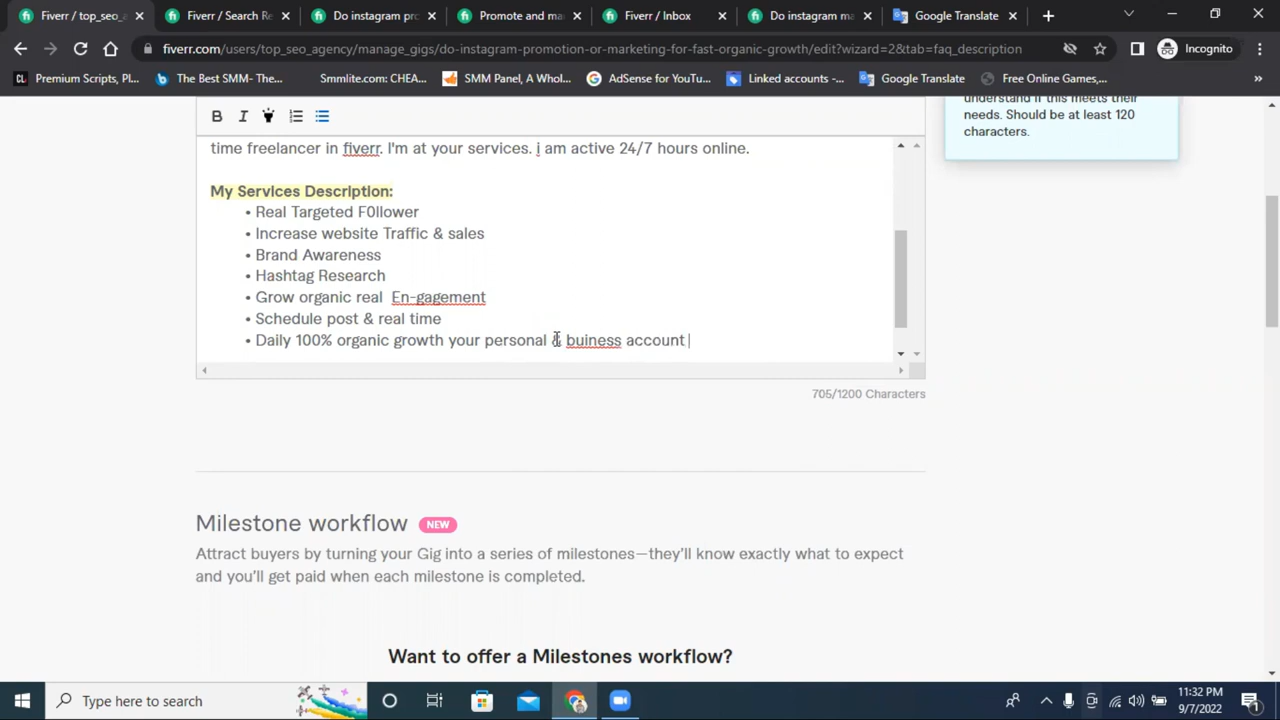 Fiverr / top_seo_a
Fiverr / Search Re
Do instagram pro
Promote and ma
Fiverr / Inbox
Do instagram ma
Google Translate
fiverr.com/users/top_seo_agency/manage_gigs/do-instagram-promotion-or-marketing-for-fast-organic-growth/edit?wizard=2&tab=faq_description
Incognito
Premium Scripts, Pl...
The Best SMM- The...
Smmlite.com: CHEA...
SMM Panel, A Whol...
AdSense for YouTu...
Linked accounts -...
Google Translate
Free Online Games,...
»
understand if this meets their
needs. Should be at least 120
characters.
B I
time freelancer in fiverr. I'm at your services. i am active 24/7 hours online.
My Services Description:
• Real Targeted F0llower
• Increase website Traffic & sales
• Brand Awareness
• Hashtag Research
• Grow organic real En-gagement
• Schedule post & real time
• Daily 100% organic growth your personal & buiness account
705/1200 Characters
Milestone workflow NEW
Attract buyers by turning your Gig into a series of milestones—they'll know exactly what to expect
and you'll get paid when each milestone is completed.
Want to offer a Milestones workflow?
Type here to search
11:32 PM
9/7/2022